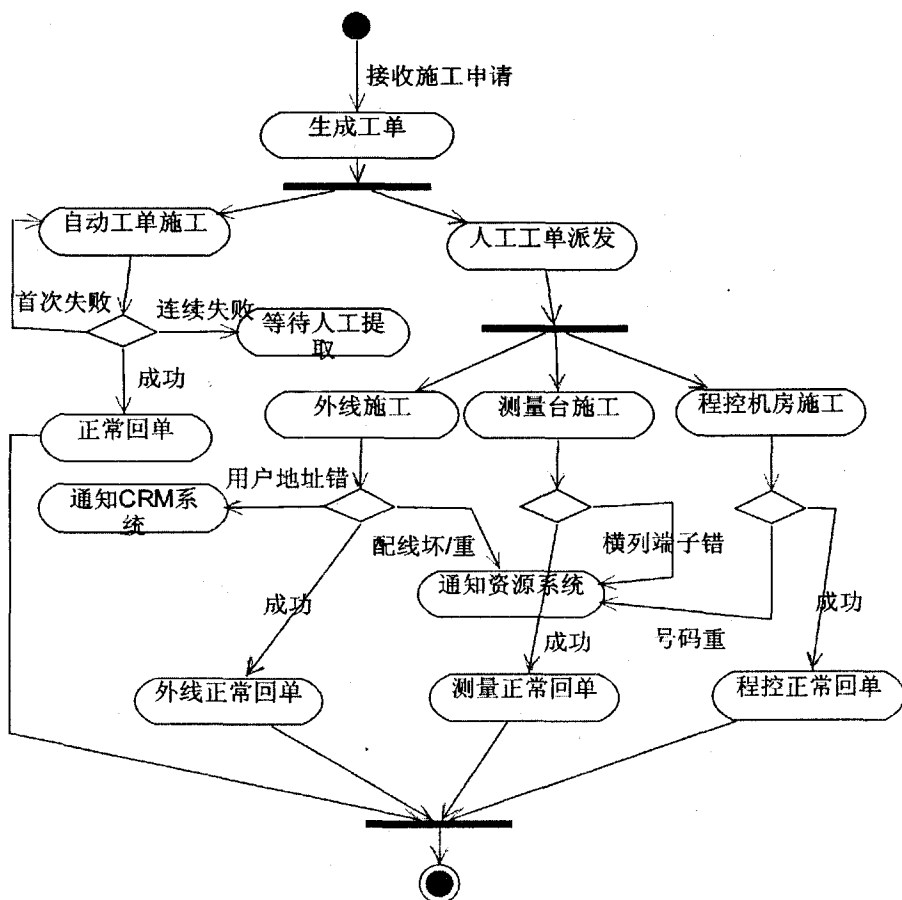 接收施工申请
生成工单
自动工单施工
人工工单派发
首次失败
连续失败
等待人工提
取
成功
外线施工
测量台施工
程控机房施工
正常回单
用户地址错
通知CRM系
统
配线坏/重
横列端子错
通知资源系统
成功
成功
号码重
成功
外线正常回单
测量正常回单
程控正常回单